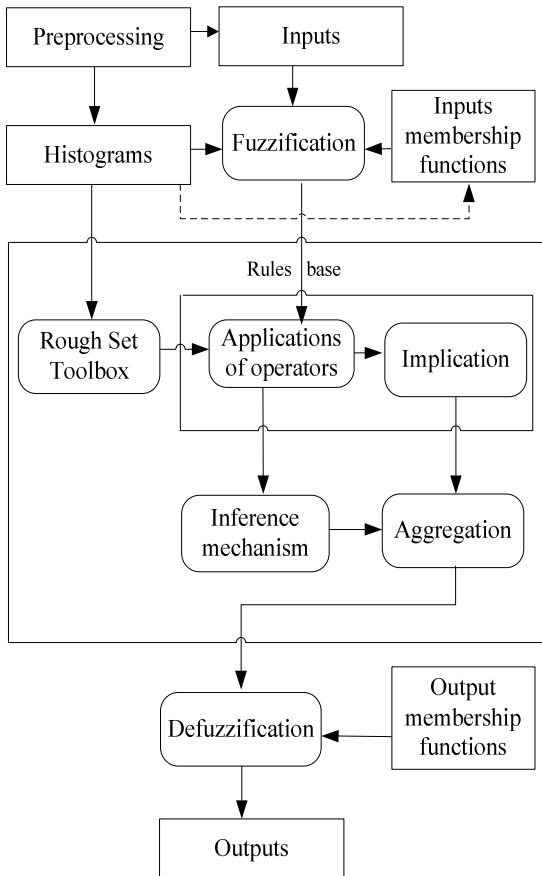 Preprocessing
Inputs
Histograms
Fuzzification
Inputs
membership
functions
Rules base
Rough Set
Toolbox
Applications
of operators
Implication
Inference
mechanism
Aggregation
Defuzzification
Output
membership
functions
Outputs